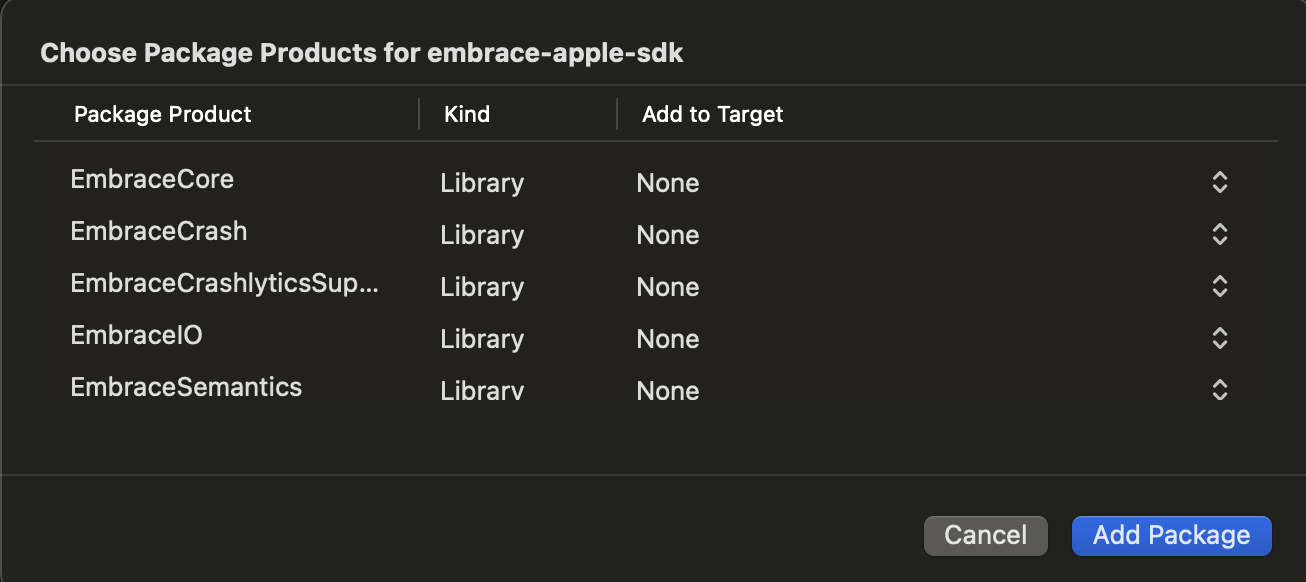 Choose Package Products for embrace-apple-sdk
Package Product Kind Add to Target
EmbraceCore Library None
EmbraceCrash Library None
EmbraceCrashlyticsSup... Library None
EmbraceIO Library None
EmbraceSemantics Library None
Cancel Add Package